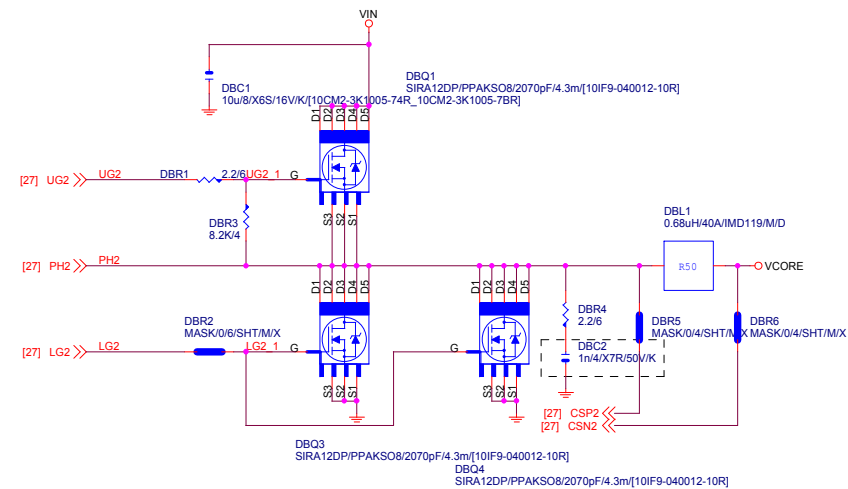 VIN
DBC1
10u/8/X6S/16V/K/[10CM2-3K1005-74R_10CM2-3K1005-7BR]
DBQ1
SIRA12DP/PPAKSO8/2070pF/4.3m/[10IF9-040012-10R]
D1
D2
D3
D4
D5
[27] UG2
UG2
DBR1
2.2/6
UG2_1
G
DBR3
8.2K/4
S3
S2
S1
DBL1
0.68uH/40A/IMD119/M/D
R50
VCORE
[27] PH2
PH2
D1
D2
D3
D4
D5
D1
D2
D3
D4
D5
DBR2
MASK/0/6/SHT/M/X
DBR4
2.2/6
DBR5
MASK/0/4/SHT/M/X
DBR6
MASK/0/4/SHT/M/X
[27] LG2
LG2
LG2_1
G
G
DBC2
1n/4/X7R/50V/K
S3
S2
S1
S3
S2
S1
[27] CSP2
[27] CSN2
DBQ3
SIRA12DP/PPAKSO8/2070pF/4.3m/[10IF9-040012-10R]
DBQ4
SIRA12DP/PPAKSO8/2070pF/4.3m/[10IF9-040012-10R]